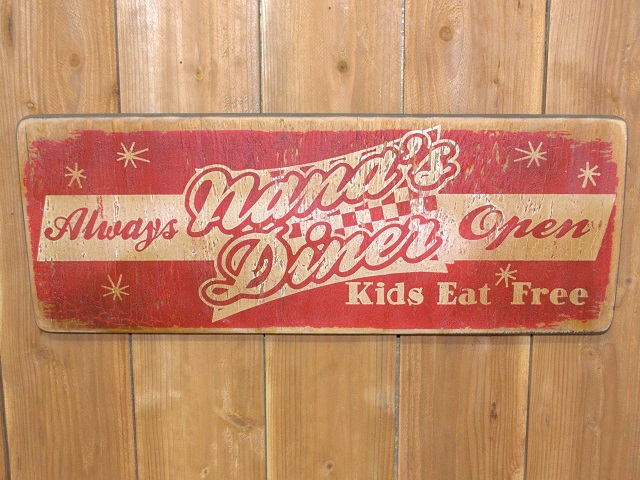 Nana's
Always Diner Open
Kids Eat Free